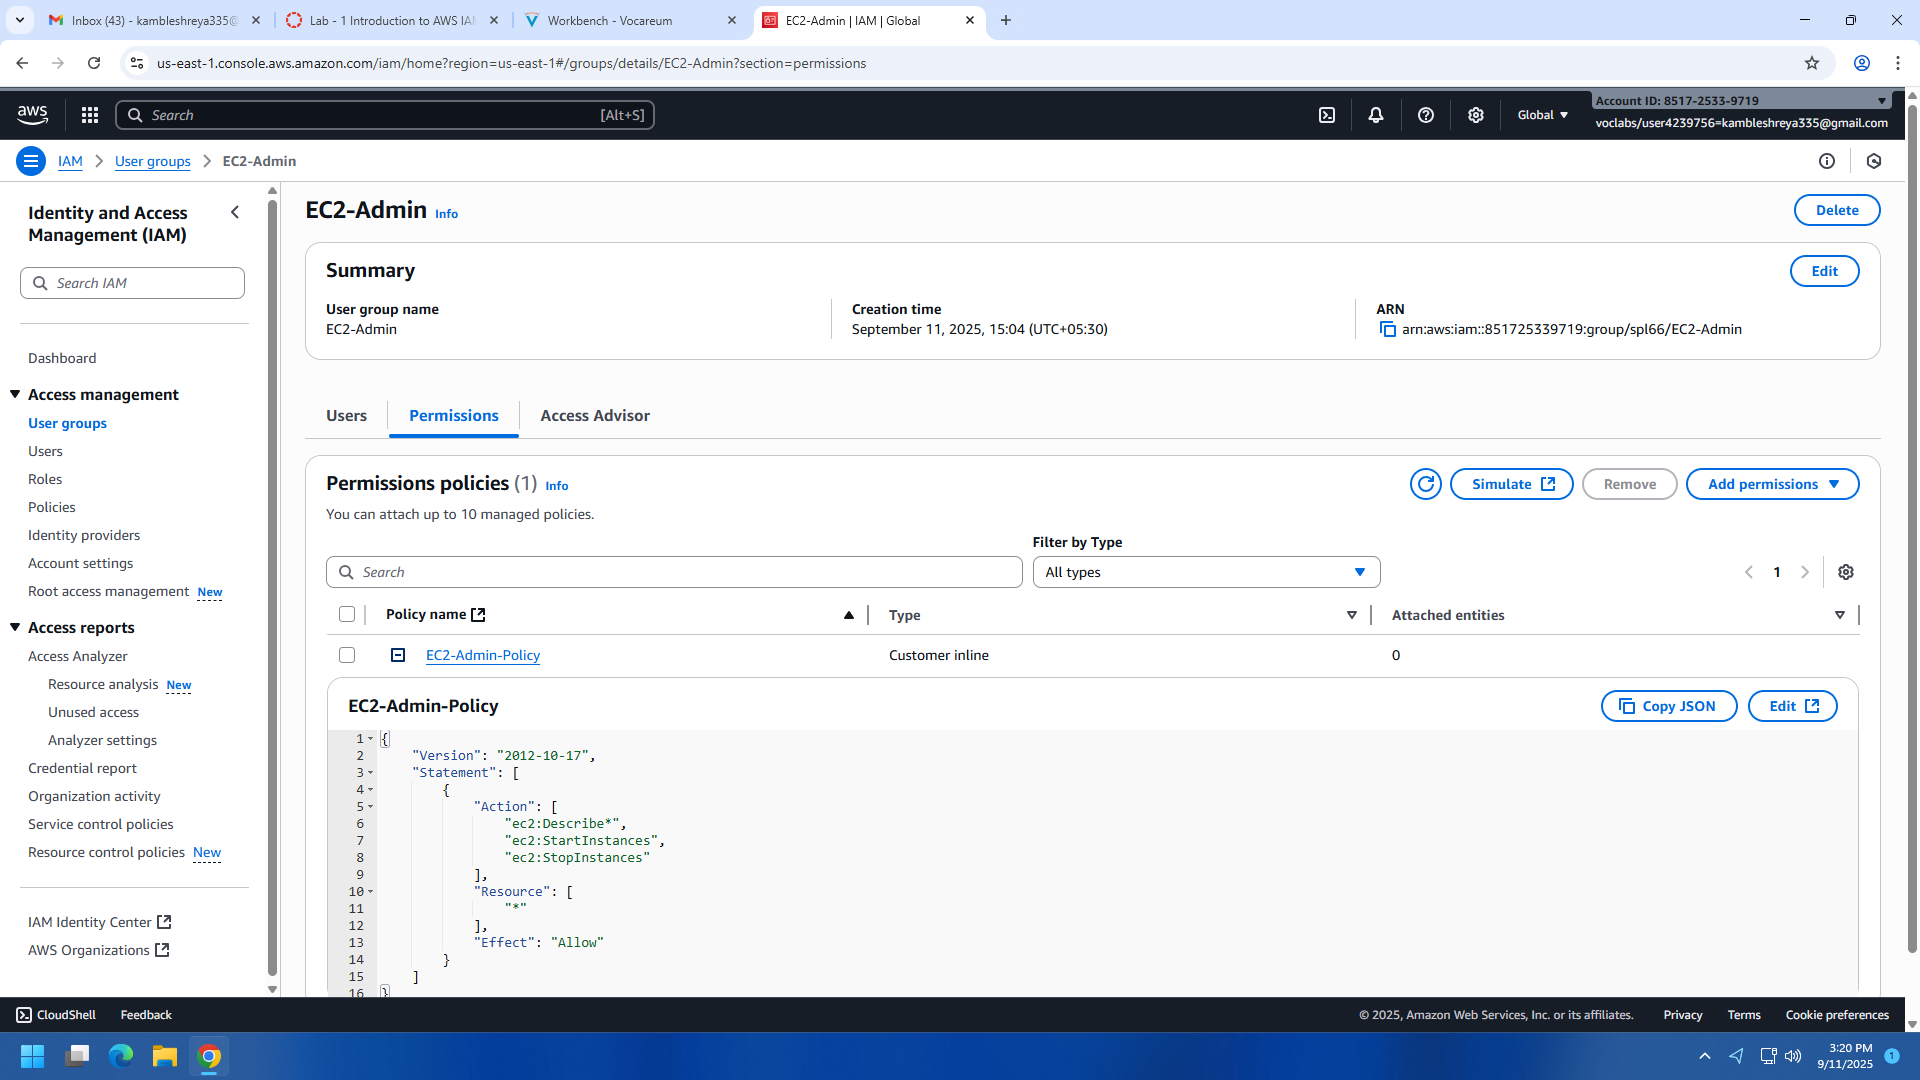 Inbox (43) - kambleshreya335@
Lab - 1 Introduction to AWS IAM
Workbench - Vocareum
EC2-Admin | IAM | Global
us-east-1.console.aws.amazon.com/iam/home?region=us-east-1#/groups/details/EC2-Admin?section=permissions
aws
Search
[Alt+S]
Global
Account ID: 8517-2533-9719
voclabs/user4239756=kambleshreya335@gmail.com
IAM
User groups
EC2-Admin
Identity and Access
Management (IAM)
Search IAM
Dashboard
Access management
User groups
Users
Roles
Policies
Identity providers
Account settings
Root access management New
Access reports
Access Analyzer
Resource analysis New
Unused access
Analyzer settings
Credential report
Organization activity
Service control policies
Resource control policies New
IAM Identity Center
AWS Organizations
EC2-Admin Info
Delete
Summary
Edit
User group name
EC2-Admin
Creation time
September 11, 2025, 15:04 (UTC+05:30)
ARN
arn:aws:iam::851725339719:group/spl66/EC2-Admin
Users
Permissions
Access Advisor
Permissions policies (1) Info
Simulate
Remove
Add permissions
You can attach up to 10 managed policies.
Filter by Type
Search
All types
1
Policy name
Type
Attached entities
EC2-Admin-Policy
Customer inline
0
EC2-Admin-Policy
Copy JSON
Edit
1 {
2 "Version": "2012-10-17",
3 "Statement": [
4 {
5 "Action": [
6 "ec2:Describe*",
7 "ec2:StartInstances",
8 "ec2:StopInstances"
9 ],
10 "Resource": [
11 "*"
12 ],
13 "Effect": "Allow"
14 }
15 ]
16 }
CloudShell
Feedback
© 2025, Amazon Web Services, Inc. or its affiliates.
Privacy
Terms
Cookie preferences
3:20 PM
9/11/2025
1